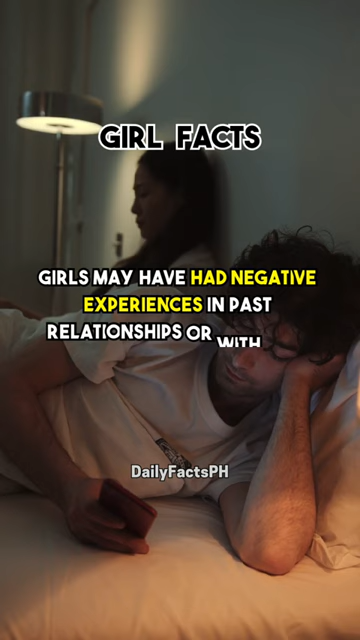 GIRL FACTS
GIRLS MAY HAVE HAD NEGATIVE
EXPERIENCES IN PAST
RELATIONSHIPS OR WITH
DailyFactsPH